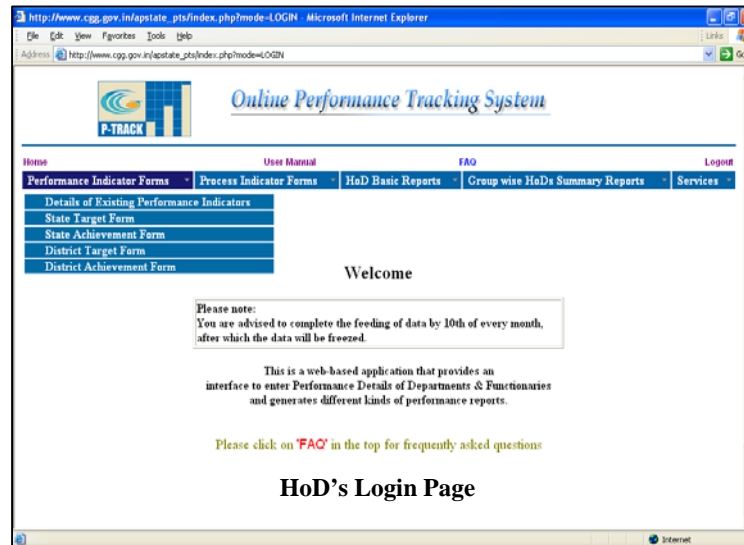 http://www.cgg.gov.in/apstate_pts/index.php?mode=LOGIN - Microsoft Internet Explorer
File Edit View Favorites Tools Help Links
Address http://www.cgg.gov.in/apstate_pts/index.php?mode=LOGIN Go
P-TRACK
Online Performance Tracking System
Home User Manual FAQ Logout
Performance Indicator Forms Process Indicator Forms HoD Basic Reports Group wise HoDs Summary Reports Services
Details of Existing Performance Indicators
State Target Form
State Achievement Form
District Target Form
District Achievement Form
Welcome
Please note:
You are advised to complete the feeding of data by 10th of every month,
after which the data will be freezed.
This is a web-based application that provides an
interface to enter Performance Details of Departments & Functionaries
and generates different kinds of performance reports.
Please click on 'FAQ' in the top for frequently asked questions
HoD's Login Page
Internet